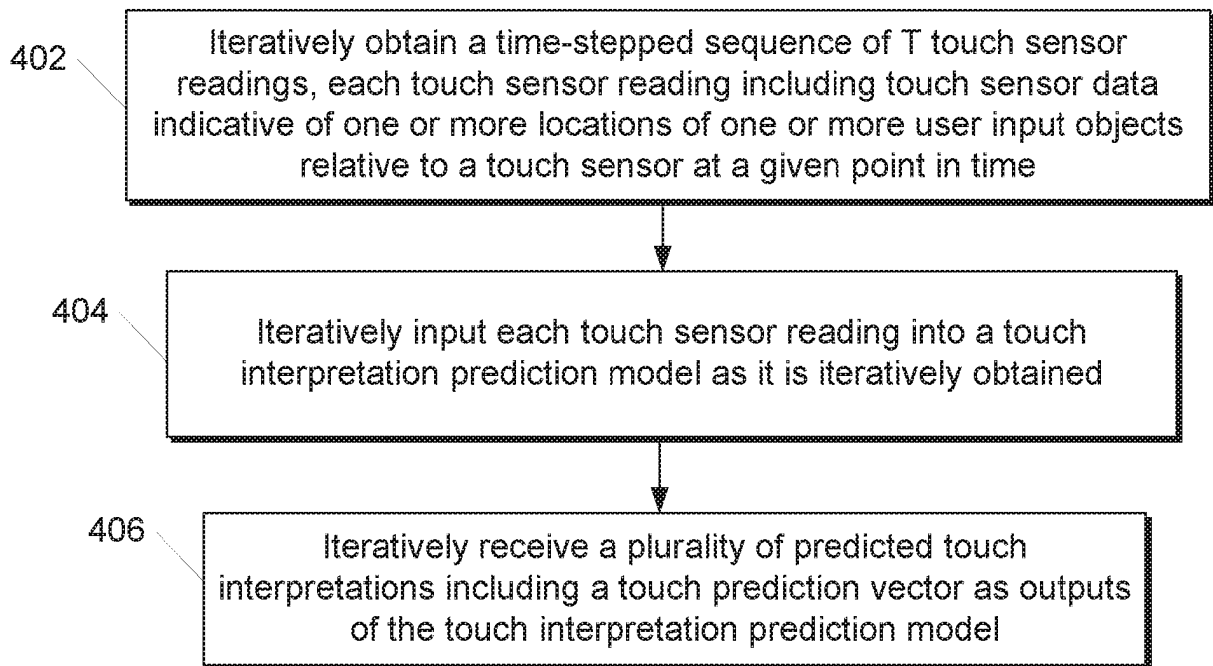 402
Iteratively obtain a time-stepped sequence of T touch sensor
readings, each touch sensor reading including touch sensor data
indicative of one or more locations of one or more user input objects
relative to a touch sensor at a given point in time
404
Iteratively input each touch sensor reading into a touch
interpretation prediction model as it is iteratively obtained
406
Iteratively receive a plurality of predicted touch
interpretations including a touch prediction vector as outputs
of the touch interpretation prediction model